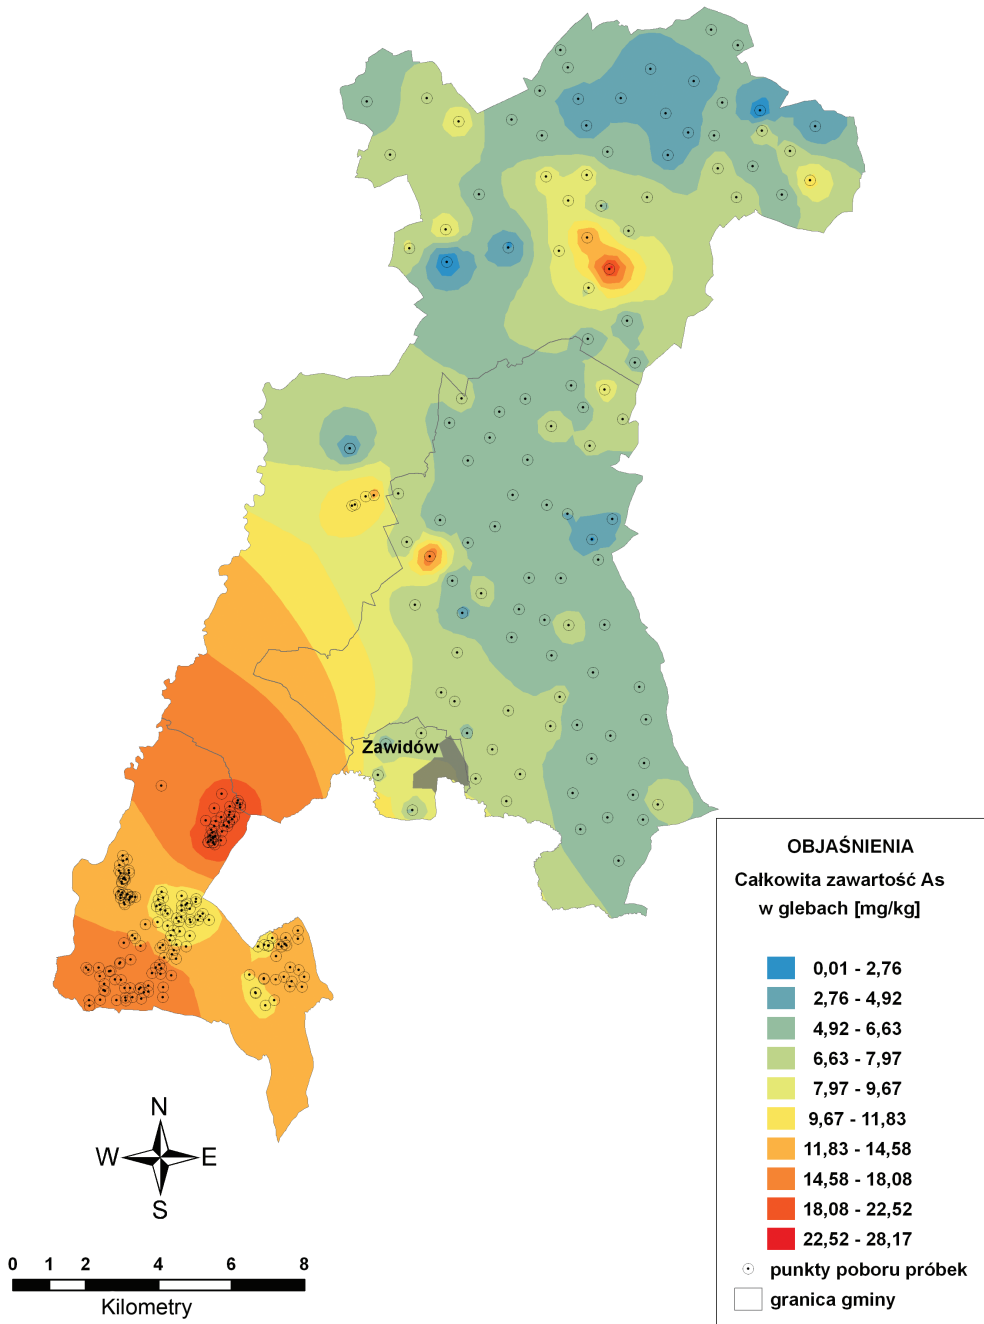 Zawidów
N
W E
S
0 1 2 4 6 8
Kilometry
OBJAŚNIENIA
Całkowita zawartość As
w glebach [mg/kg]
0,01 - 2,76
2,76 - 4,92
4,92 - 6,63
6,63 - 7,97
7,97 - 9,67
9,67 - 11,83
11,83 - 14,58
14,58 - 18,08
18,08 - 22,52
22,52 - 28,17
punkty poboru próbek
granica gminy